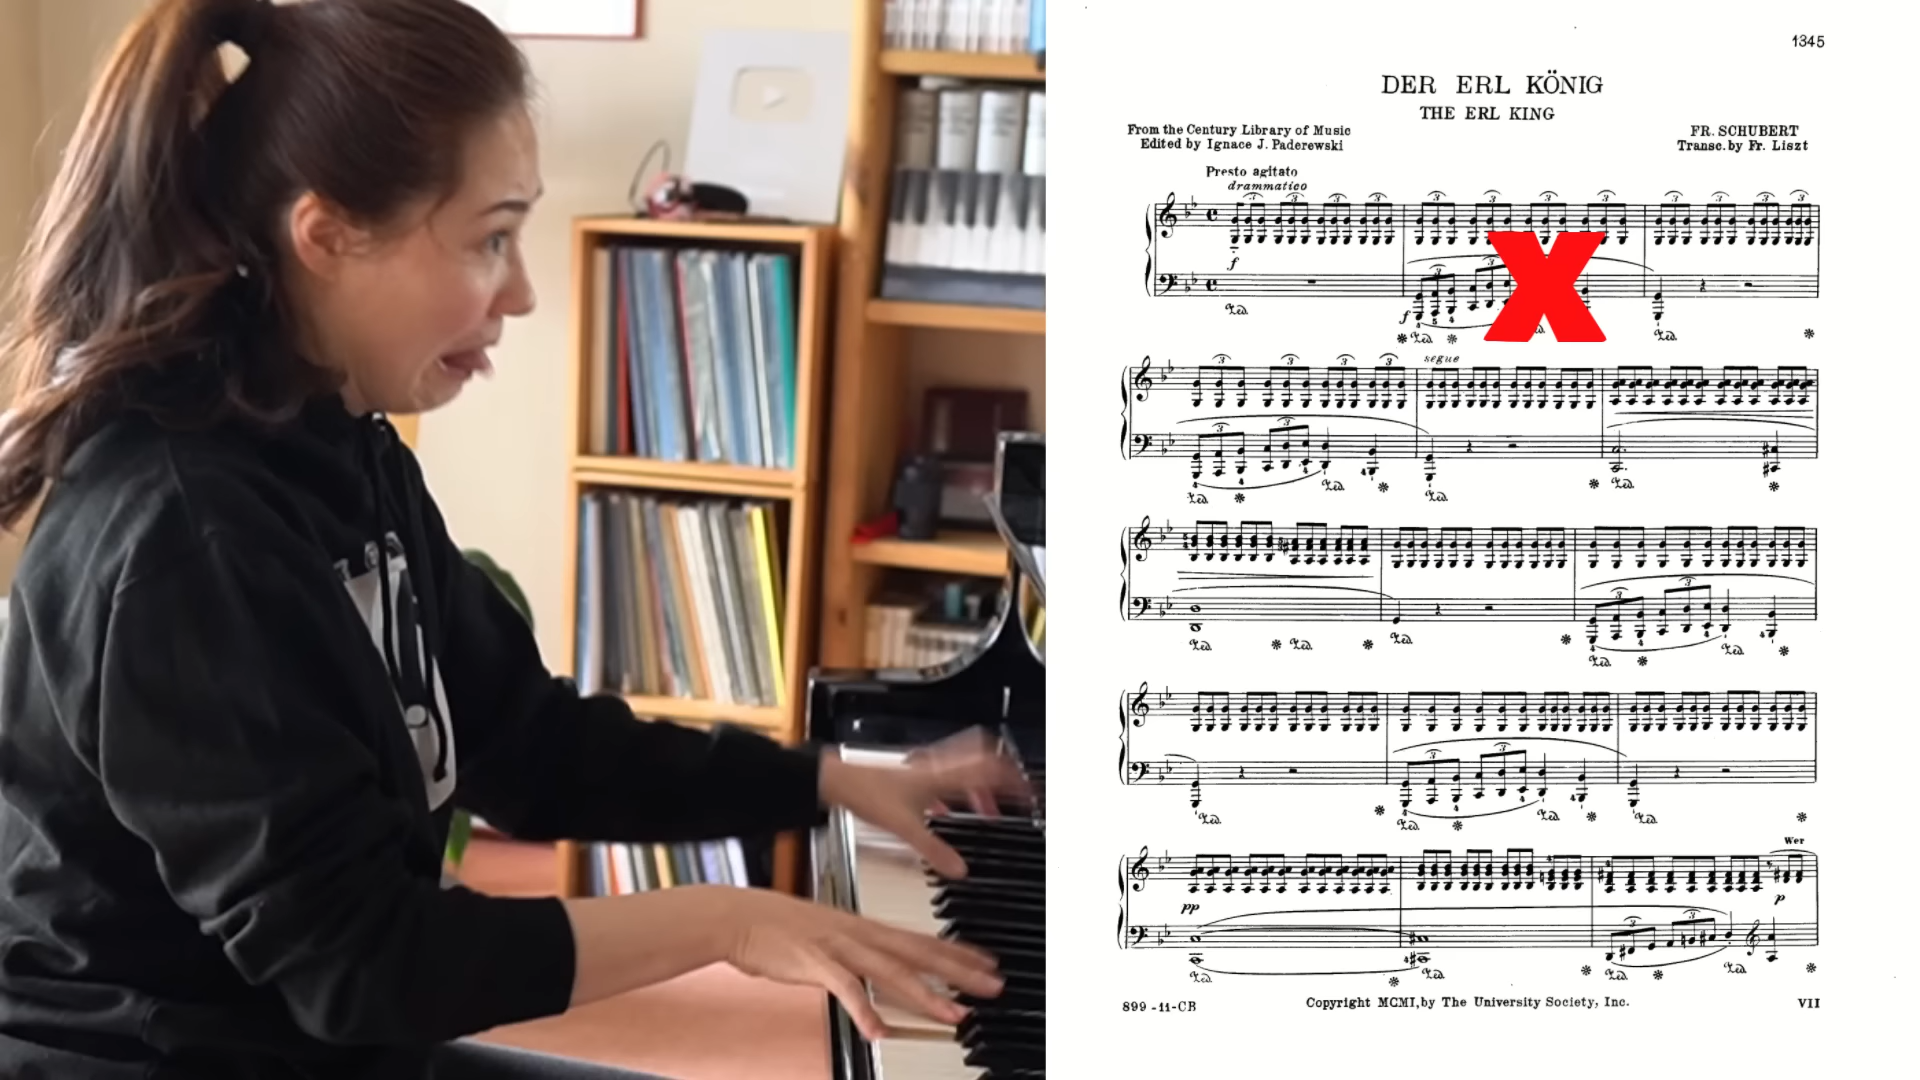 1345
DER ERL KÖNIG
THE ERL KING
From the Century Library of Music
Edited by Ignace J. Paderewski
FR. SCHUBERT
Transc. by Fr. Liszt
Presto agitato
drammatico
f
f
segue
Wer
pp
p
899 - 11 - CB
Copyright MCMI, by The University Society, Inc.
VII
X